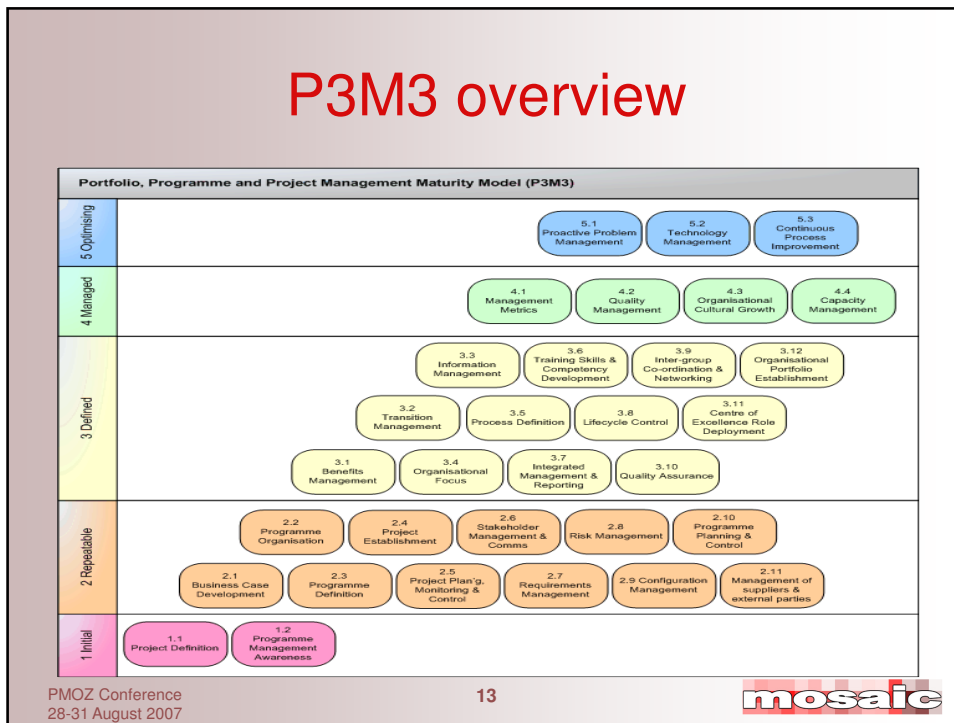 P3M3 overview
Portfolio, Programme and Project Management Maturity Model (P3M3)
5 Optimising
5.1
Proactive Problem
Management
5.2
Technology
Management
5.3
Continuous
Process
Improvement
4 Managed
4.1
Management
Metrics
4.2
Quality
Management
4.3
Organisational
Cultural Growth
4.4
Capacity
Management
3 Defined
3.3
Information
Management
3.6
Training Skills &
Competency
Development
3.9
Inter-group
Co-ordination &
Networking
3.12
Organisational
Portfolio
Establishment
3.2
Transition
Management
3.5
Process Definition
3.8
Lifecycle Control
3.11
Centre of
Excellence Role
Deployment
3.1
Benefits
Management
3.4
Organisational
Focus
3.7
Integrated
Management &
Reporting
3.10
Quality Assurance
2 Repeatable
2.2
Programme
Organisation
2.4
Project
Establishment
2.6
Stakeholder
Management &
Comms
2.8
Risk Management
2.10
Programme
Planning &
Control
2.1
Business Case
Development
2.3
Programme
Definition
2.5
Project Plan'g,
Monitoring &
Control
2.7
Requirements
Management
2.9 Configuration
Management
2.11
Management of
suppliers &
external parties
1 Initial
1.1
Project Definition
1.2
Programme
Management
Awareness
PMOZ Conference
28-31 August 2007
13
mosaic